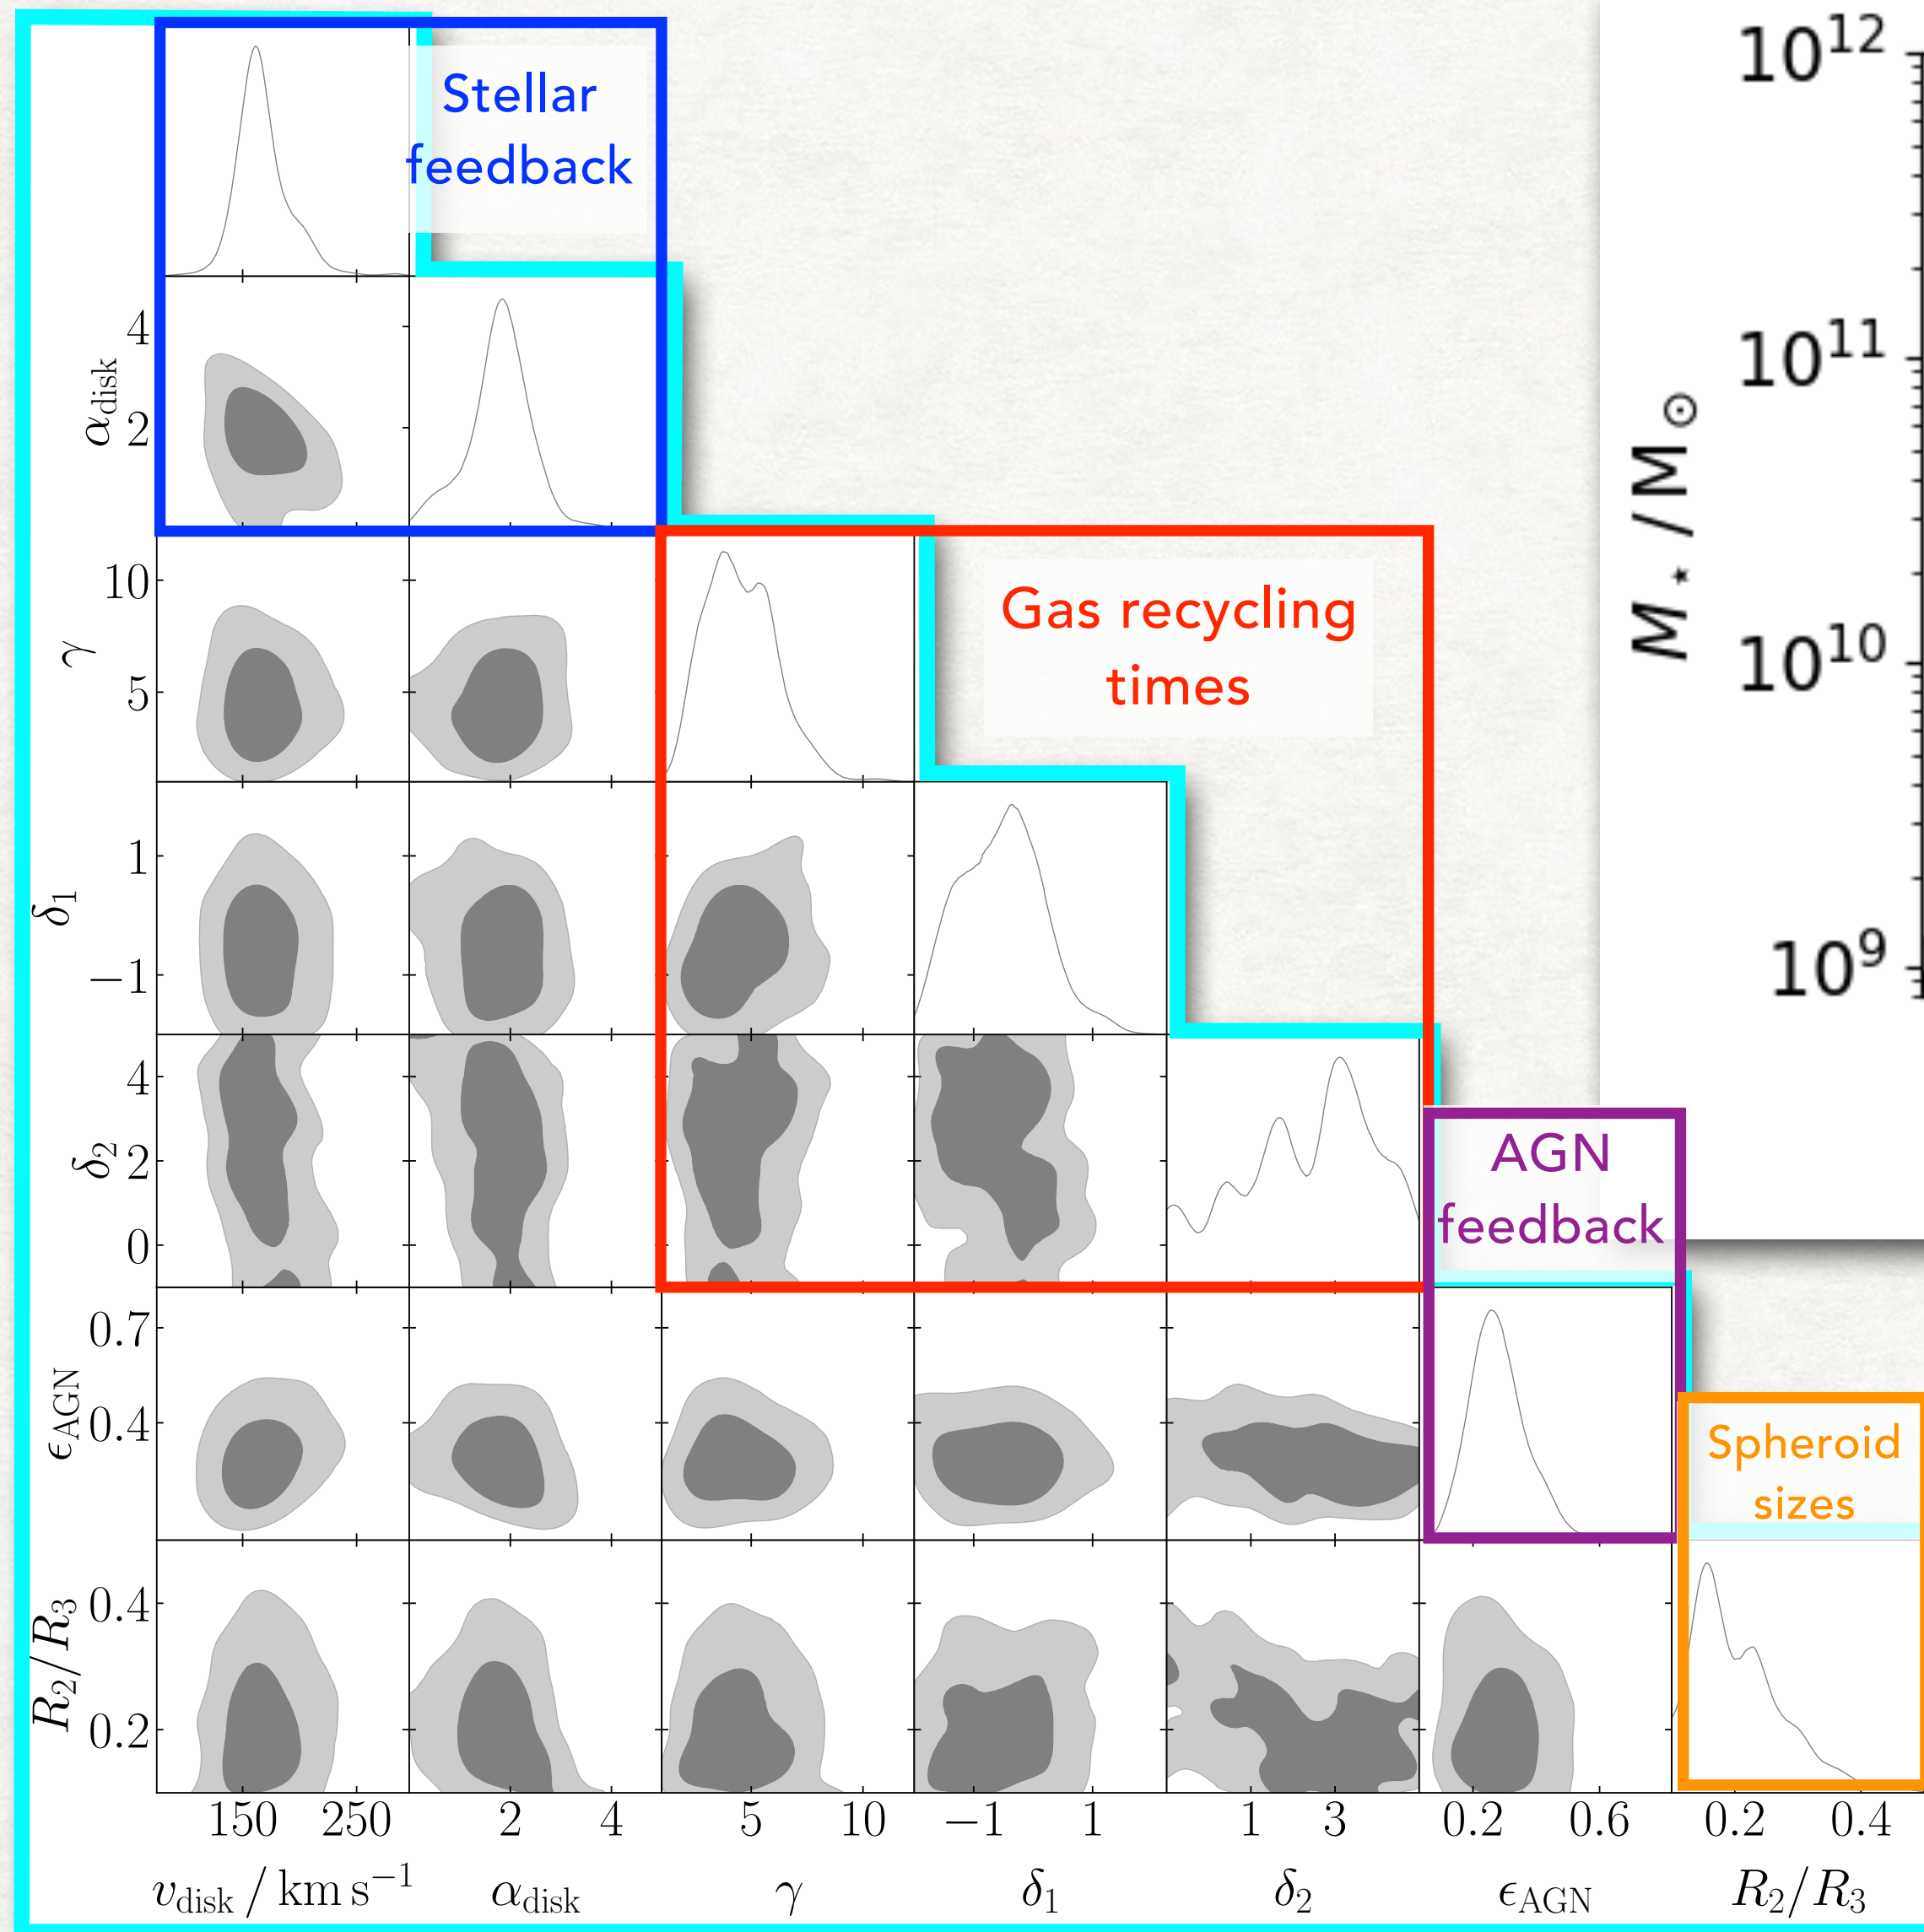 Stellar
feedback
Gas recycling
times
AGN
feedback
Spheroid
sizes
4
2
α_disk
10
5
γ
1
−1
δ₁
4
2
0
δ₂
0.7
0.4
ϵ_AGN
0.4
0.2
R₂/R₃
150 250 2 4 5 10 −1 1 1 3 0.2 0.6 0.2 0.4
v_disk / km s⁻¹ α_disk γ δ₁ δ₂ ϵ_AGN R₂/R₃
10¹²
10¹¹
10¹⁰
10⁹
M⋆ / M⊙